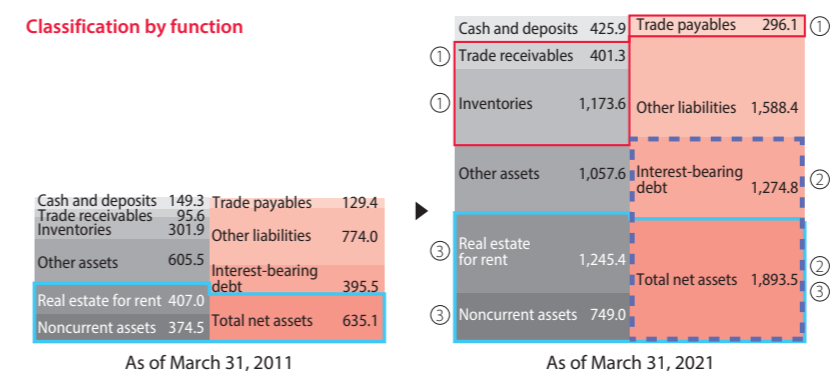 Classification by function
Cash and deposits 149.3
Trade receivables 95.6
Inventories 301.9
Other assets 605.5
Real estate for rent 407.0
Noncurrent assets 374.5
Trade payables 129.4
Other liabilities 774.0
Interest-bearing
debt 395.5
Total net assets 635.1
As of March 31, 2011
Cash and deposits 425.9
① Trade receivables 401.3
① Inventories 1,173.6
Other assets 1,057.6
③ Real estate
for rent 1,245.4
③ Noncurrent assets 749.0
Trade payables 296.1 ①
Other liabilities 1,588.4
Interest-bearing
debt 1,274.8 ②
Total net assets 1,893.5 ②
③
As of March 31, 2021